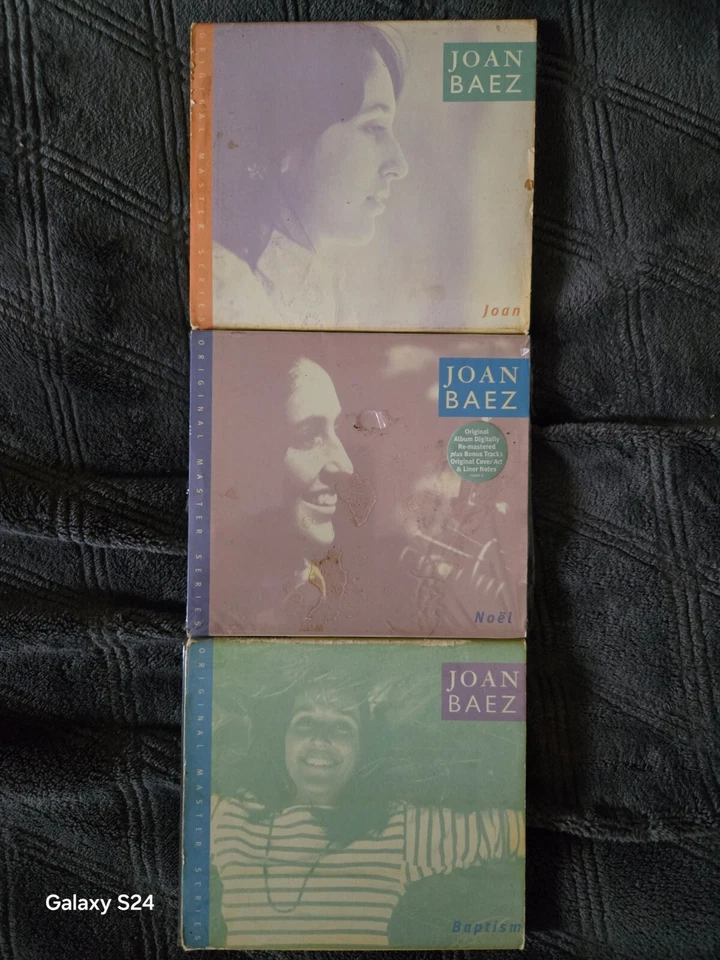 ORIGINAL MASTER SERIES
JOAN
BAEZ
Joan
ORIGINAL MASTER SERIES
JOAN
BAEZ
Original
Album Digitally
Re-mastered
plus Bonus Tracks
Original Cover Art
& Liner Notes
Noël
ORIGINAL MASTER SERIES
JOAN
BAEZ
Baptism
Galaxy S24